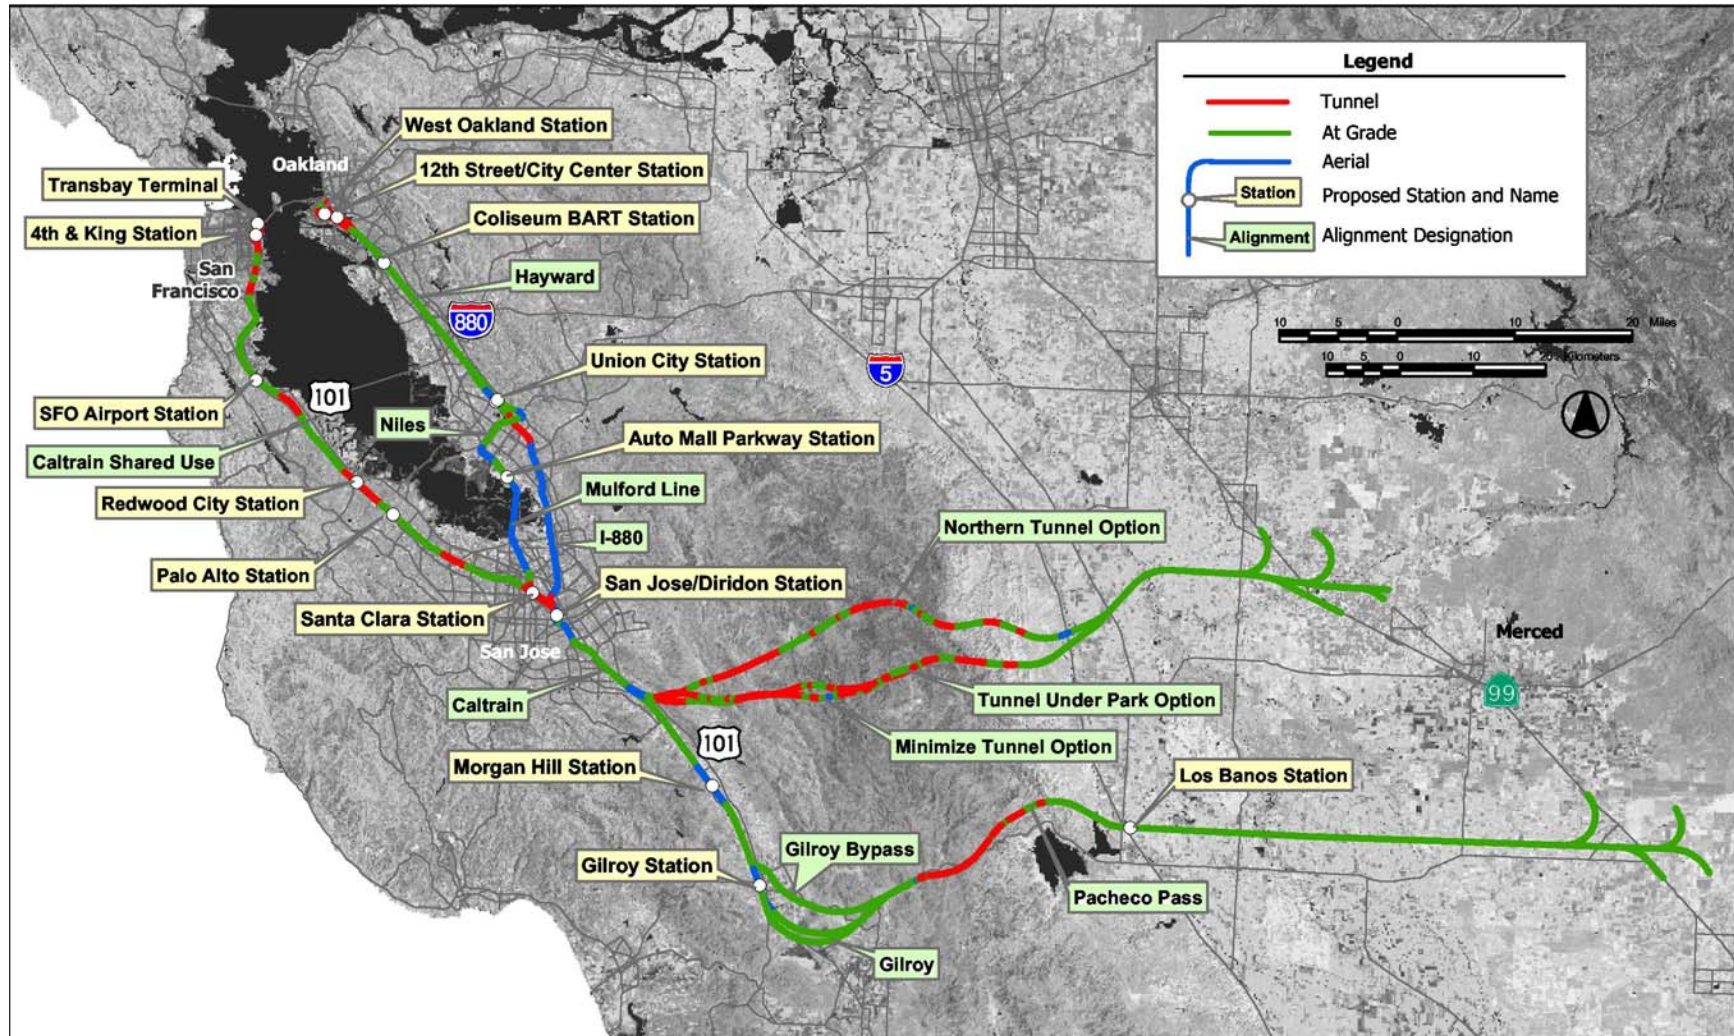 Legend
Tunnel
At Grade
Aerial
Station
Proposed Station and Name
Alignment
Alignment Designation
10 5 0 10 20 Miles
10 5 0 10 20 Kilometers
West Oakland Station
Oakland
12th Street/City Center Station
Transbay Terminal
Coliseum BART Station
4th & King Station
Hayward
San
Francisco
880
Union City Station
5
101
SFO Airport Station
Niles
Auto Mall Parkway Station
Caltrain Shared Use
Mulford Line
Redwood City Station
Northern Tunnel Option
I-880
Palo Alto Station
San Jose/Diridon Station
Santa Clara Station
San Jose
Merced
Caltrain
Tunnel Under Park Option
99
101
Minimize Tunnel Option
Morgan Hill Station
Los Banos Station
Gilroy Bypass
Gilroy Station
Pacheco Pass
Gilroy